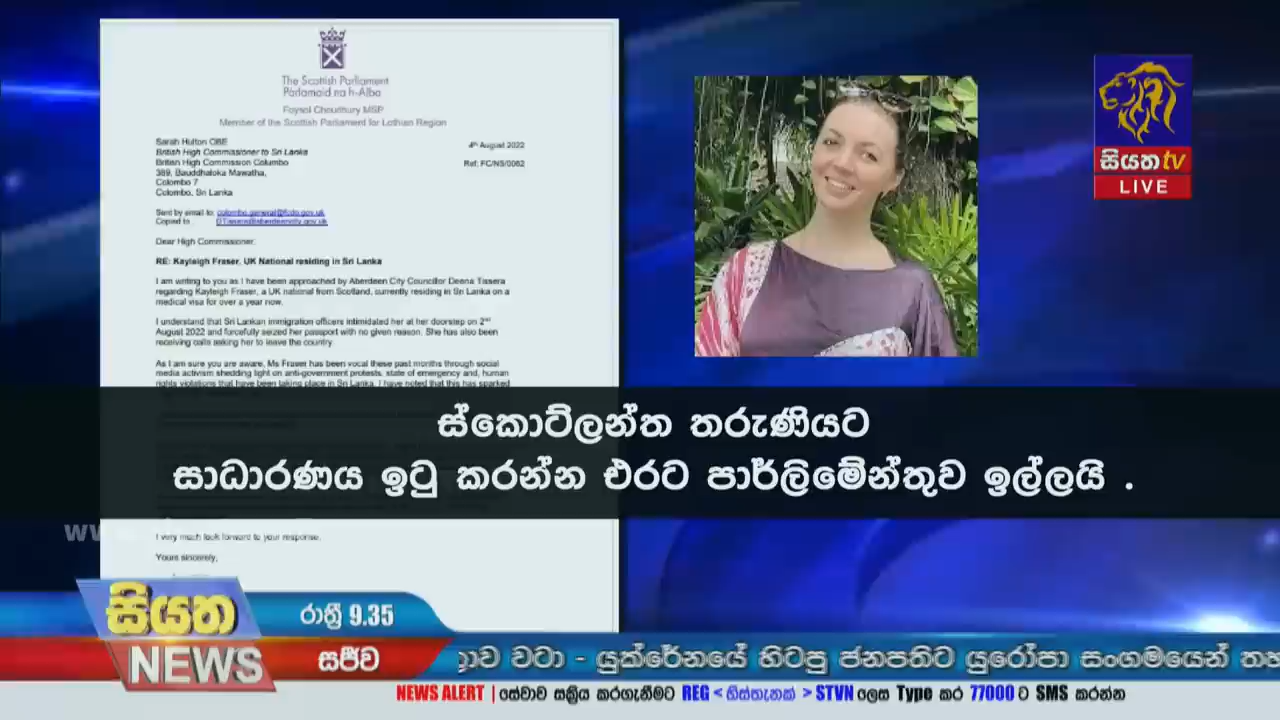 The Scottish Parliament
Pàrlamaid na h-Alba
Foysol Choudhury MSP
Member of the Scottish Parliament for Lothian Region
Sarah Hulton OBE
British High Commissioner to Sri Lanka
British High Commission Columbo
389, Bauddhaloka Mawatha,
Colombo 7
Colombo, Sri Lanka
4th August 2022
Ref: FC/NS/0062
Sent by email to: colombo.general@fcdo.gov.uk
Copied to: DTissera@aberdeencity.gov.uk
Dear High Commissioner,
RE: Kayleigh Fraser, UK National residing in Sri Lanka
I am writing to you as I have been approached by Aberdeen City Councillor Deena Tissera
regarding Kayleigh Fraser, a UK national from Scotland, currently residing in Sri Lanka on a
medical visa for over a year now.
I understand that Sri Lankan immigration officers intimidated her at her doorstep on 2nd
August 2022 and forcefully seized her passport with no given reason. She has also been
receiving calls asking her to leave the country.
As I am sure you are aware, Ms Fraser has been vocal these past months through social
media activism shedding light on anti-government protests, state of emergency and, human
rights violations that have been taking place in Sri Lanka. I have noted that this has sparked
සියත tv
LIVE
ස්කොට්ලන්ත තරුණියට
සාධාරණය ඉටු කරන්න එරට පාර්ලිමේන්තුව ඉල්ලයි .
I very much look forward to your response.
Yours sincerely,
සියත
NEWS
රාත්‍රී 9.35
සජීව
වටා - යුක්රේනයේ හිටපු ජනපතිට යුරෝපා සංගමයෙන් තහ
NEWS ALERT | සේවාව සක්‍රිය කරගැනීමට REG < හිස්තැනක් > STVN ලෙස Type කර 77000 ට SMS කරන්න